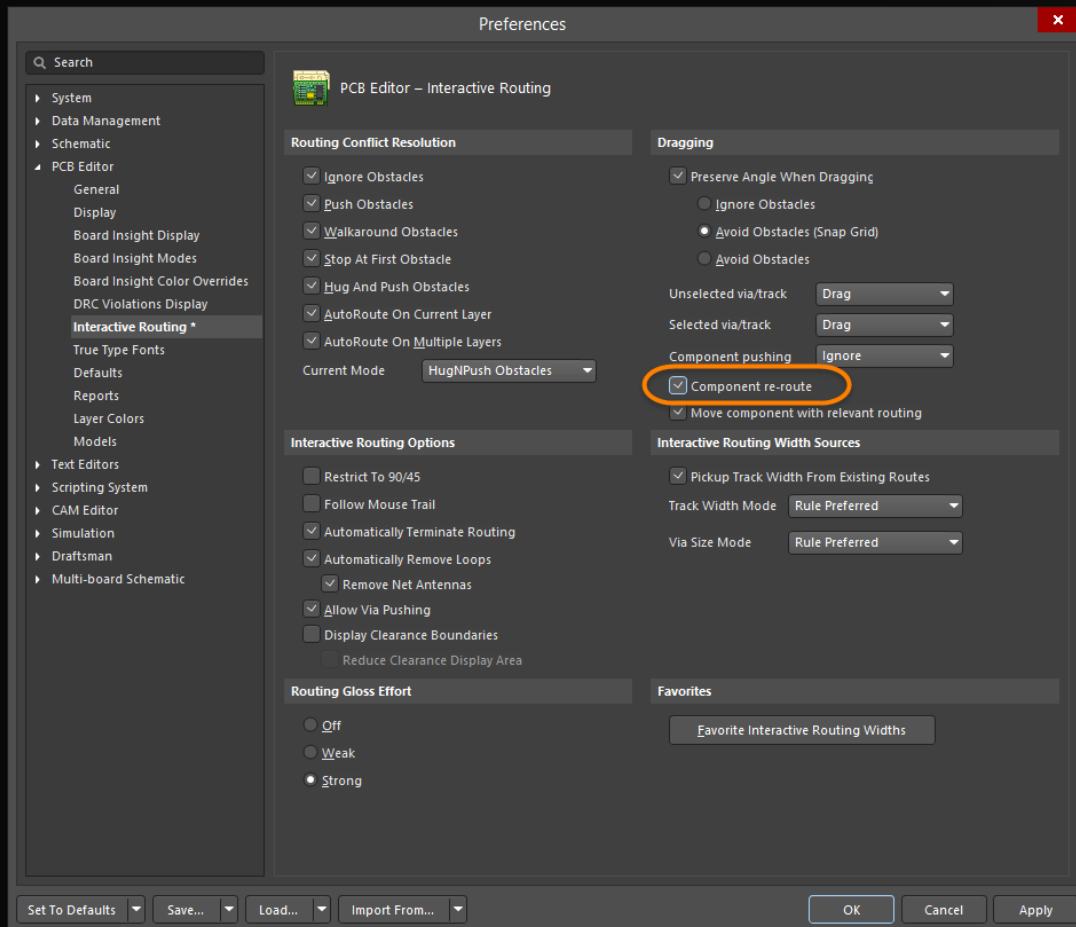 Preferences
Search
System
Data Management
Schematic
PCB Editor
General
Display
Board Insight Display
Board Insight Modes
Board Insight Color Overrides
DRC Violations Display
Interactive Routing *
True Type Fonts
Defaults
Reports
Layer Colors
Models
Text Editors
Scripting System
CAM Editor
Simulation
Draftsman
Multi-board Schematic
PCB Editor – Interactive Routing
Routing Conflict Resolution
Ignore Obstacles
Push Obstacles
Walkaround Obstacles
Stop At First Obstacle
Hug And Push Obstacles
AutoRoute On Current Layer
AutoRoute On Multiple Layers
Current Mode HugNPush Obstacles
Dragging
Preserve Angle When Dragging
Ignore Obstacles
Avoid Obstacles (Snap Grid)
Avoid Obstacles
Unselected via/track Drag
Selected via/track Drag
Component pushing Ignore
Component re-route
Move component with relevant routing
Interactive Routing Options
Restrict To 90/45
Follow Mouse Trail
Automatically Terminate Routing
Automatically Remove Loops
Remove Net Antennas
Allow Via Pushing
Display Clearance Boundaries
Reduce Clearance Display Area
Interactive Routing Width Sources
Pickup Track Width From Existing Routes
Track Width Mode Rule Preferred
Via Size Mode Rule Preferred
Routing Gloss Effort
Off
Weak
Strong
Favorites
Favorite Interactive Routing Widths
Set To Defaults Save... Load... Import From... OK Cancel Apply